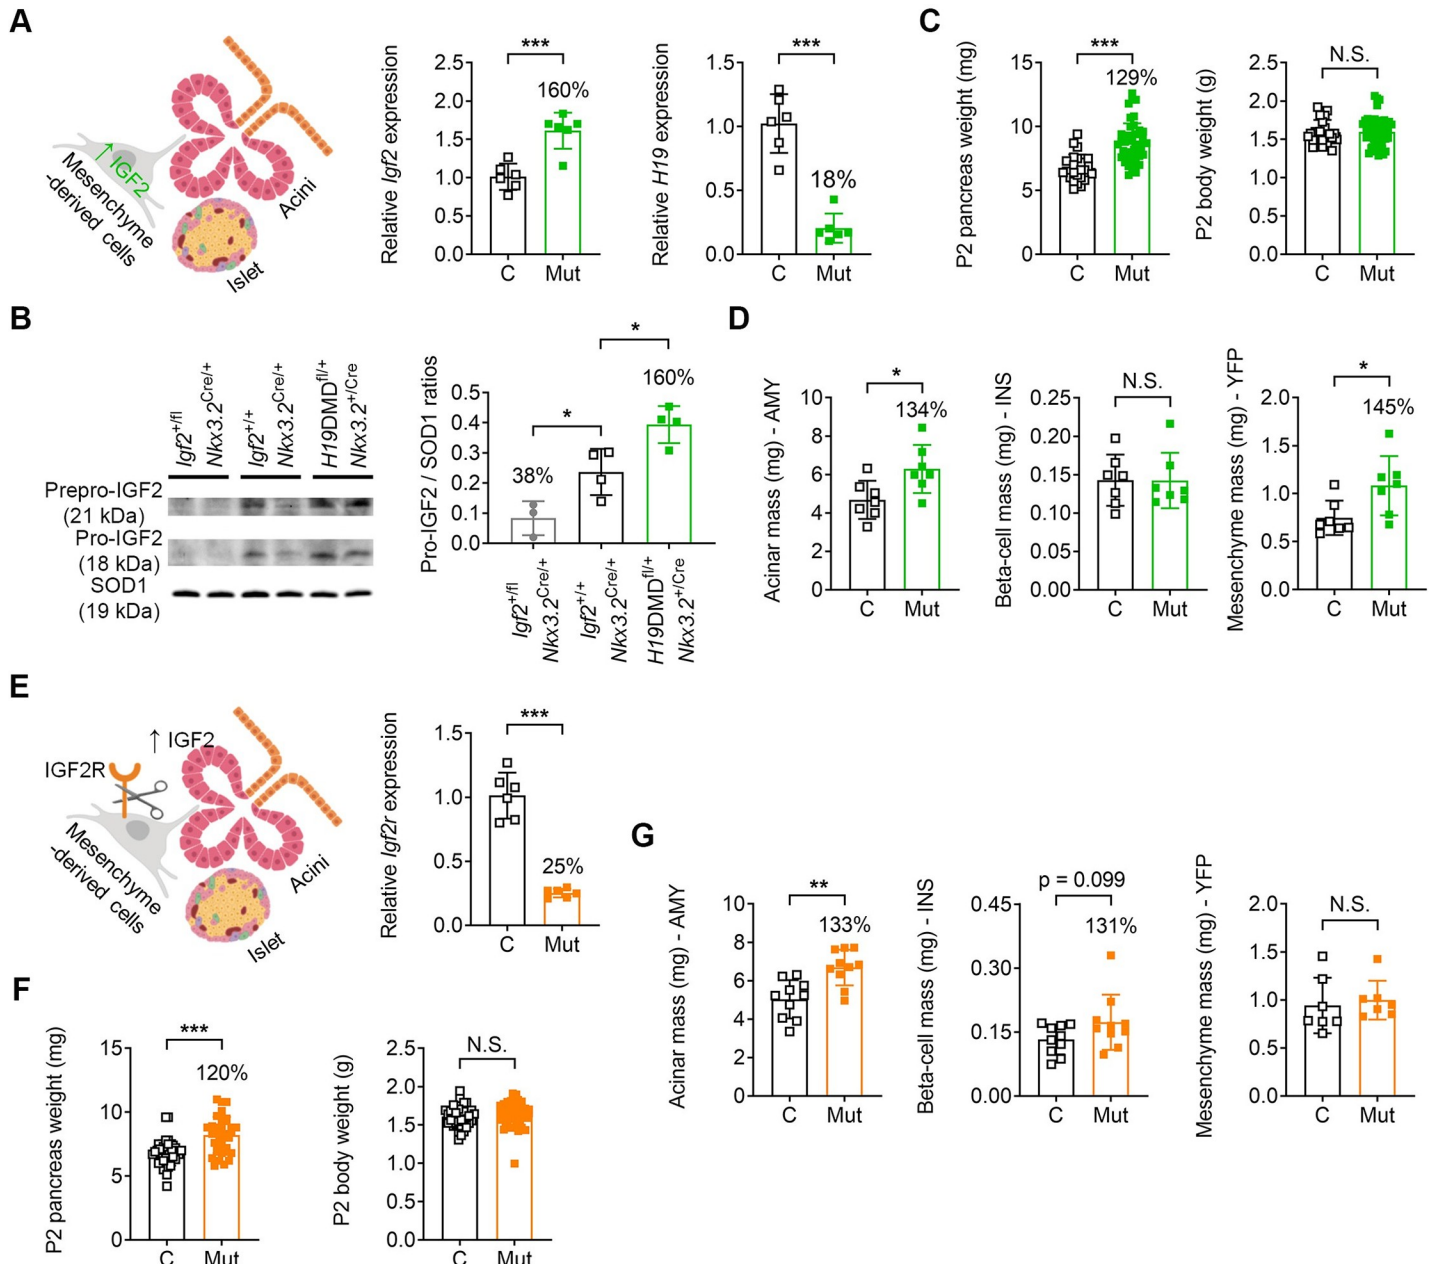 A
↑ IGF2
Mesenchyme
-derived cells
Acini
Islet
Relative Igf2 expression
2.5
2.0
1.5
1.0
0.5
0.0
***
160%
C
Mut
Relative H19 expression
1.5
1.0
0.5
0.0
***
18%
C
Mut
C
P2 pancreas weight (mg)
15
10
5
0
***
129%
C
Mut
P2 body weight (g)
2.5
2.0
1.5
1.0
0.5
0.0
N.S.
C
Mut
B
Igf2+/fl
Nkx3.2Cre/+
Igf2+/+
Nkx3.2Cre/+
H19DMDfl/+
Nkx3.2+/Cre
Prepro-IGF2
(21 kDa)
Pro-IGF2
(18 kDa)
SOD1
(19 kDa)
Pro-IGF2 / SOD1 ratios
0.5
0.4
0.3
0.2
0.1
0.0
*
*
38%
160%
Igf2+/fl
Nkx3.2Cre/+
Igf2+/+
Nkx3.2Cre/+
H19DMDfl/+
Nkx3.2+/Cre
D
Acinar mass (mg) - AMY
10
8
6
4
2
0
*
134%
C
Mut
Beta-cell mass (mg) - INS
0.25
0.20
0.15
0.10
0.05
0.00
N.S.
C
Mut
Mesenchyme mass (mg) - YFP
2.0
1.5
1.0
0.5
0.0
*
145%
C
Mut
E
↑ IGF2
IGF2R
Mesenchyme
-derived cells
Acini
Islet
Relative Igf2r expression
1.5
1.0
0.5
0.0
***
25%
C
Mut
F
P2 pancreas weight (mg)
15
10
5
0
***
120%
C
Mut
P2 body weight (g)
2.5
2.0
1.5
1.0
0.5
0.0
N.S.
C
Mut
G
Acinar mass (mg) - AMY
10
8
6
4
2
0
**
133%
C
Mut
Beta-cell mass (mg) - INS
0.45
0.30
0.15
0.00
p = 0.099
131%
C
Mut
Mesenchyme mass (mg) - YFP
2.0
1.5
1.0
0.5
0.0
N.S.
C
Mut